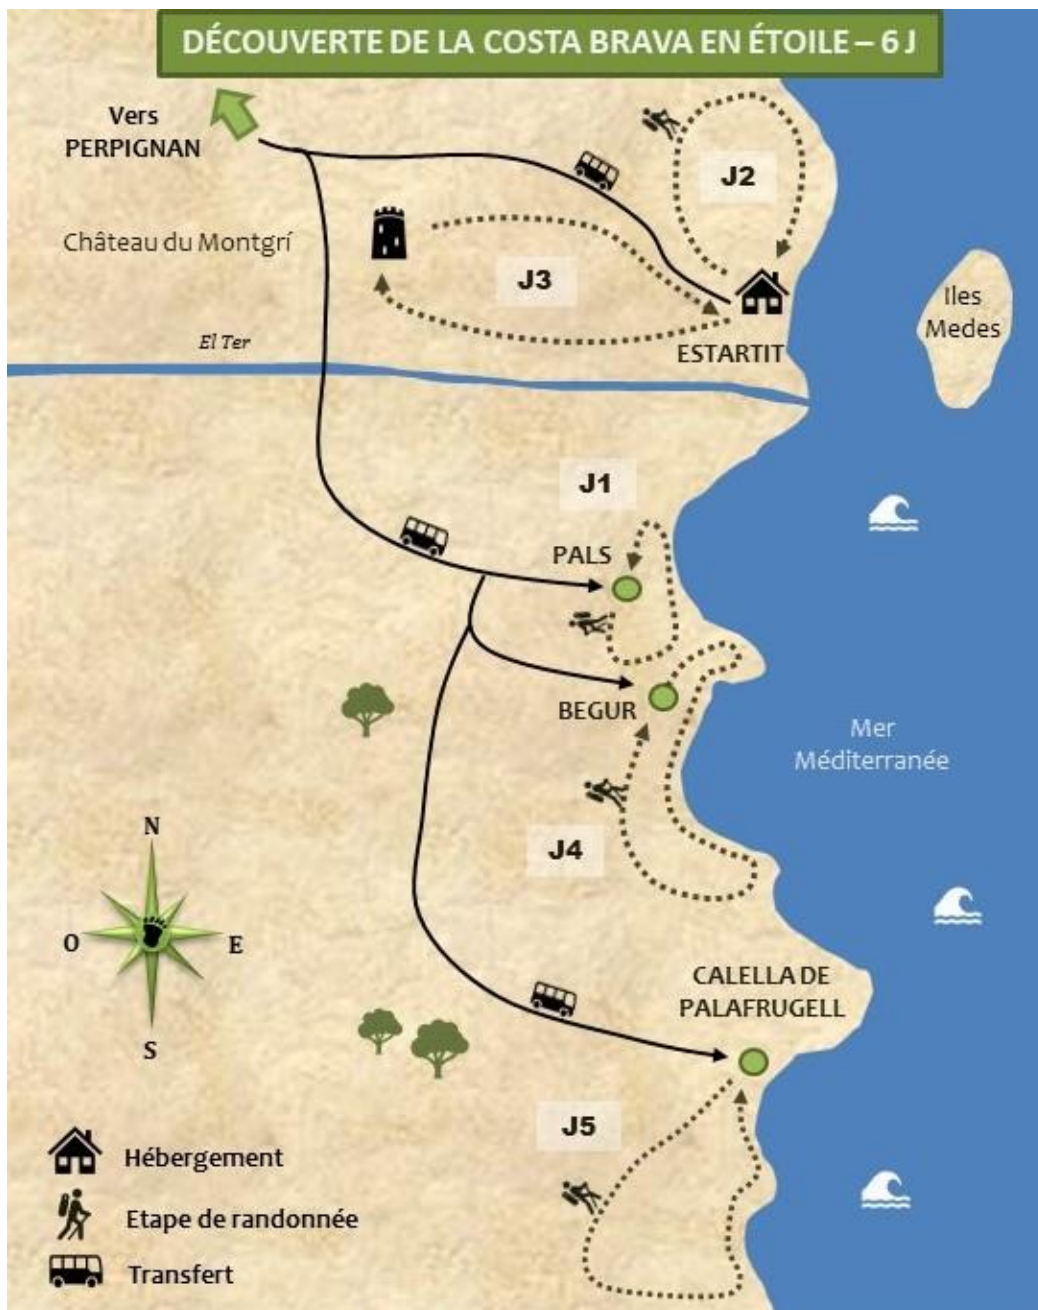 DÉCOUVERTE DE LA COSTA BRAVA EN ÉTOILE – 6 J
Vers
PERPIGNAN
J2
Château du Montgrí
J3
Iles
Medes
El Ter
ESTARTIT
J1
PALS
BEGUR
Mer
Méditerranée
J4
N
O
E
S
CALELLA DE
PALAFRUGELL
J5
Hébergement
Etape de randonnée
Transfert